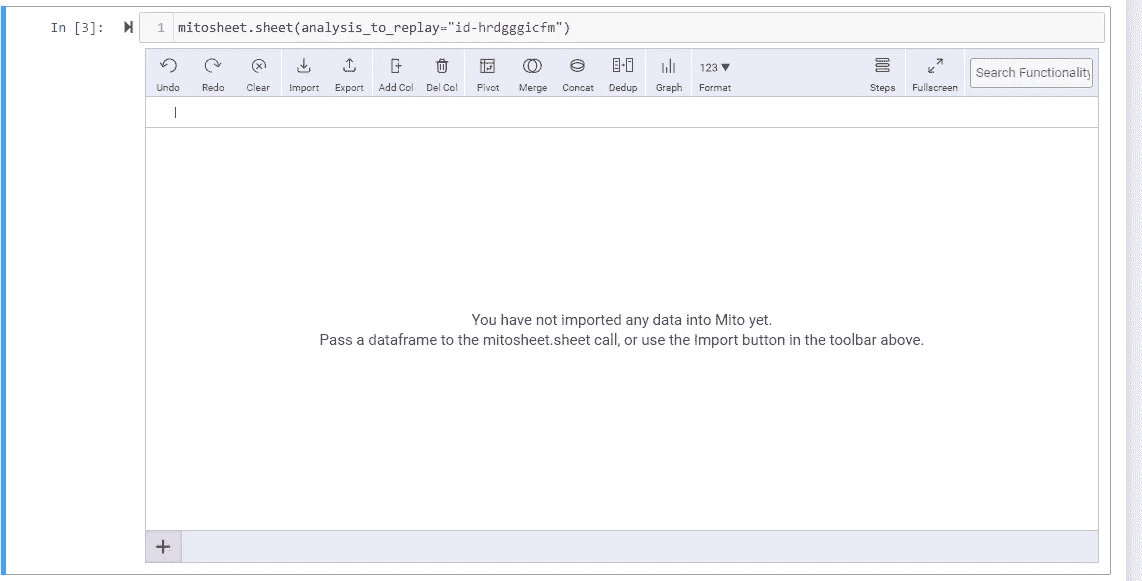 In [3]:
1 mitosheet.sheet(analysis_to_replay="id-hrdgggicfm")
Undo Redo Clear Import Export Add Col Del Col Pivot Merge Concat Dedup Graph 123 ▼ Format Steps Fullscreen Search Functionality
You have not imported any data into Mito yet.
Pass a dataframe to the mitosheet.sheet call, or use the Import button in the toolbar above.
+